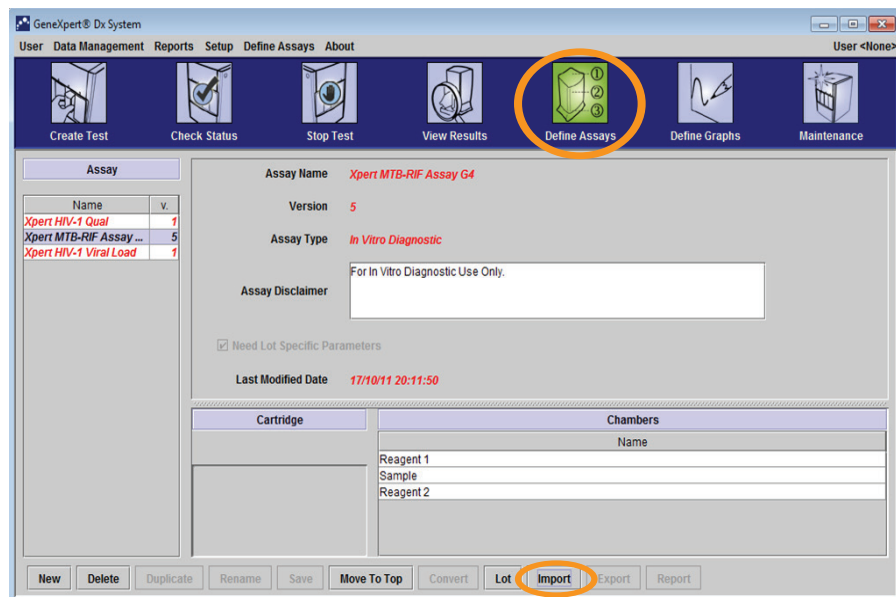 GeneXpert® Dx System
User Data Management Reports Setup Define Assays About User <None>
Create Test Check Status Stop Test View Results Define Assays Define Graphs Maintenance
1
2
3
Assay
Name v.
Xpert HIV-1 Qual 1
Xpert MTB-RIF Assay ... 5
Xpert HIV-1 Viral Load 1
Assay Name Xpert MTB-RIF Assay G4
Version 5
Assay Type In Vitro Diagnostic
Assay Disclaimer For In Vitro Diagnostic Use Only.
Need Lot Specific Parameters
Last Modified Date 17/10/11 20:11:50
Cartridge
Chambers
Name
Reagent 1
Sample
Reagent 2
New Delete Duplicate Rename Save Move To Top Convert Lot Import Export Report